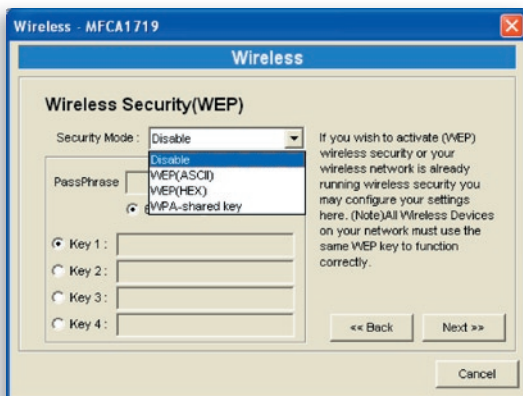 Wireless - MFCA1719
Wireless
Wireless Security(WEP)
Security Mode : Disable
Disable
WEP(ASCII)
WEP(HEX)
WPA-shared key
PassPhrase
Key 1 :
Key 2 :
Key 3 :
Key 4 :
If you wish to activate (WEP)
wireless security or your
wireless network is already
running wireless security you
may configure your settings
here. (Note)All Wireless Devices
on your network must use the
same WEP key to function
correctly.
<< Back
Next >>
Cancel